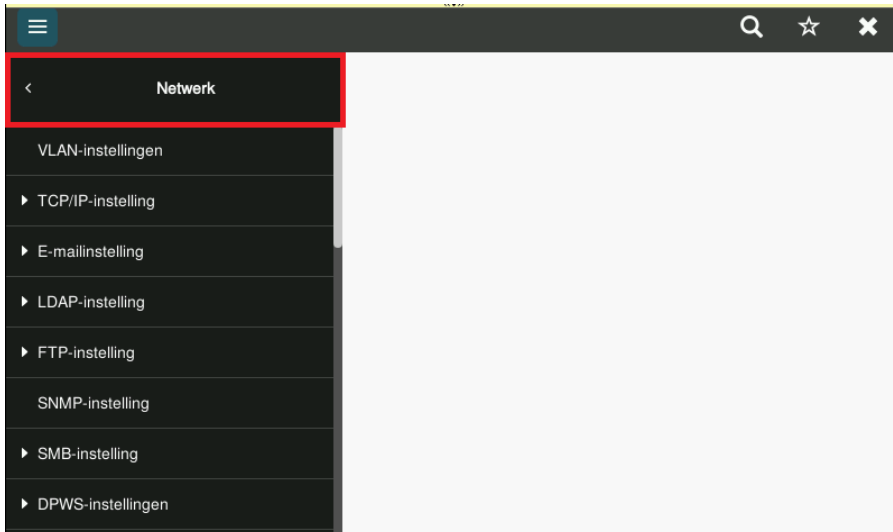 Netwerk
VLAN-instellingen
TCP/IP-instelling
E-mailinstelling
LDAP-instelling
FTP-instelling
SNMP-instelling
SMB-instelling
DPWS-instellingen